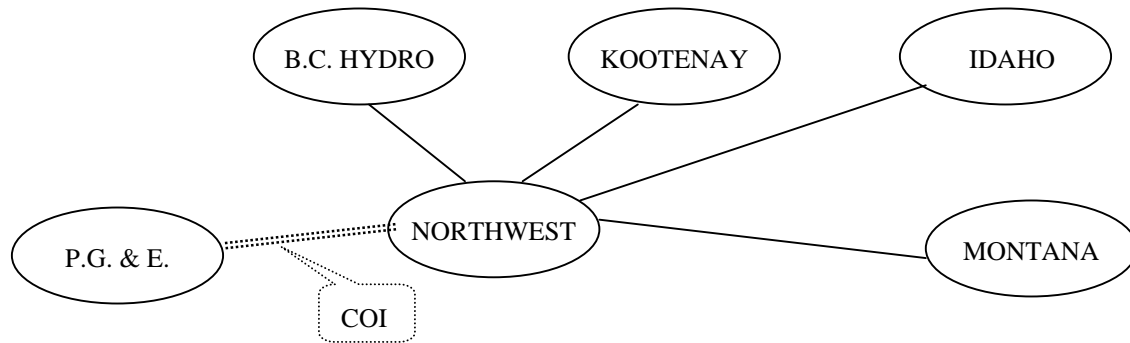 B.C. HYDRO
KOOTENAY
IDAHO
NORTHWEST
P.G. & E.
MONTANA
COI